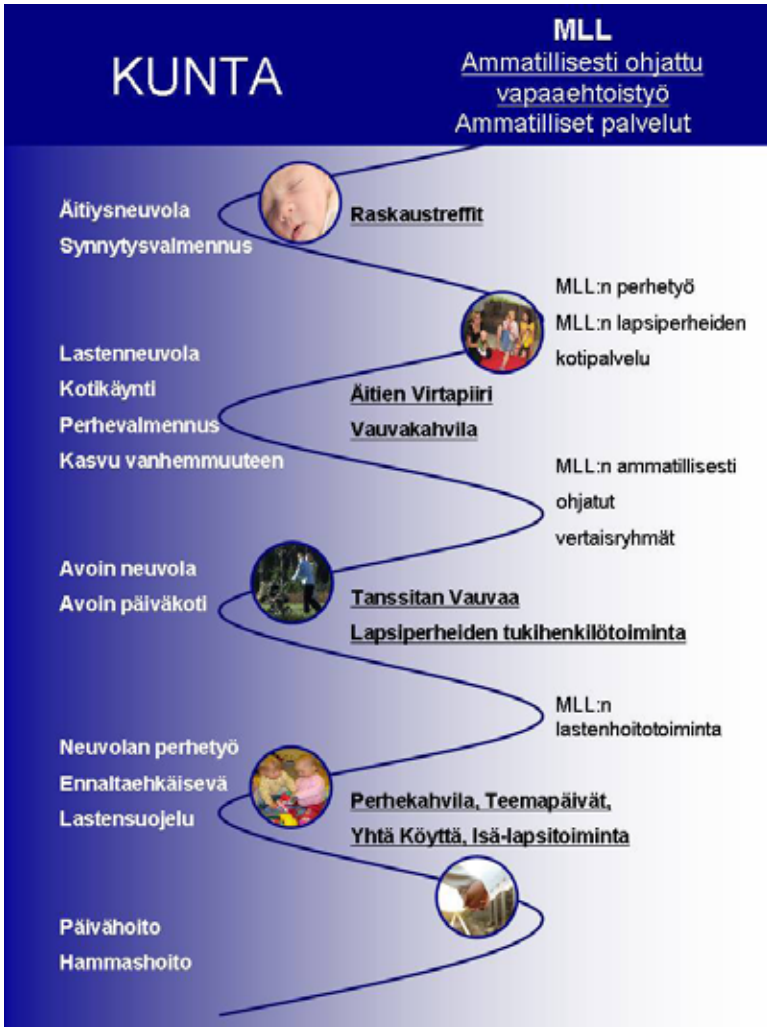 KUNTA
MLL
Ammatillisesti ohjattu
vapaaehtoistyö
Ammatilliset palvelut
Äitiysneuvola
Synnytysvalmennus
Raskaustreffit
MLL:n perhetyö
MLL:n lapsiperheiden
kotipalvelu
Lastenneuvola
Kotikäynti
Perhevalmennus
Kasvu vanhemmuuteen
Äitien Virtapiiri
Vauvakahvila
MLL:n ammatillisesti
ohjatut
vertaisryhmät
Avoin neuvola
Avoin päiväkoti
Tanssitan Vauvaa
Lapsiperheiden tukihenkilötoiminta
MLL:n
lastenhoitotoiminta
Neuvolan perhetyö
Ennaltaehkäisevä
Lastensuojelu
Perhekahvila, Teemapäivät,
Yhtä Köyttä, Isä-lapsitoiminta
Päivähoito
Hammashoito